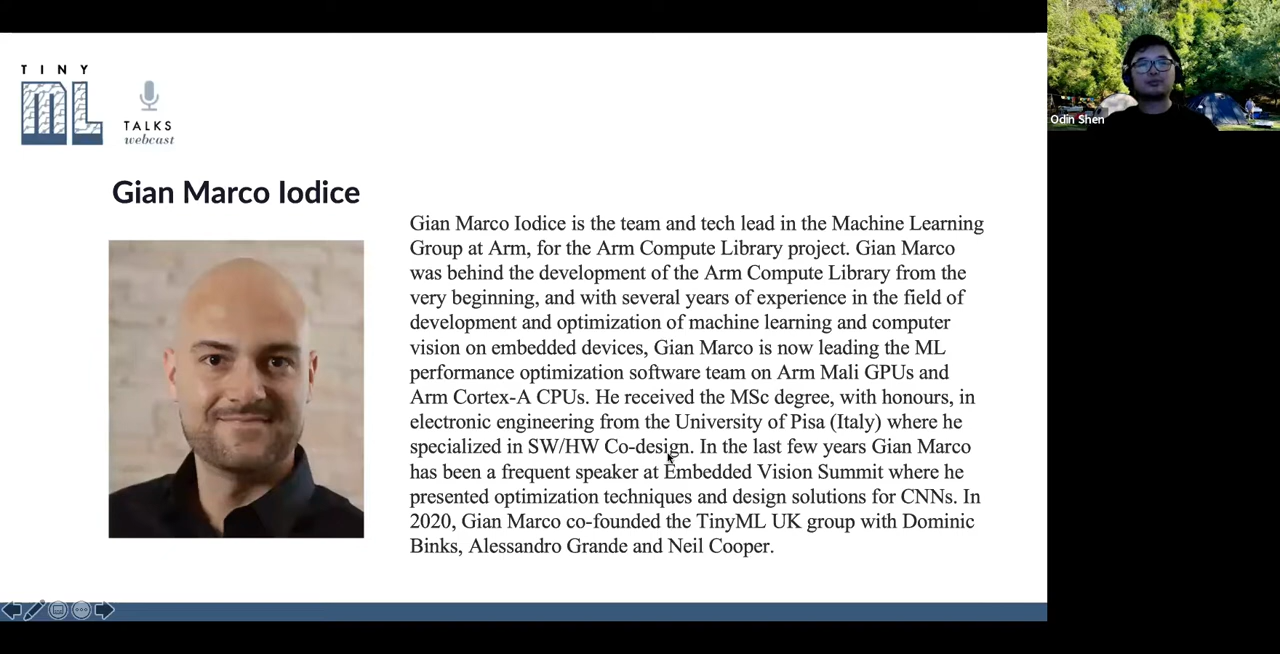 TINY
ML
TALKS
webcast
Odin Shen
Gian Marco Iodice
Gian Marco Iodice is the team and tech lead in the Machine Learning
Group at Arm, for the Arm Compute Library project. Gian Marco
was behind the development of the Arm Compute Library from the
very beginning, and with several years of experience in the field of
development and optimization of machine learning and computer
vision on embedded devices, Gian Marco is now leading the ML
performance optimization software team on Arm Mali GPUs and
Arm Cortex-A CPUs. He received the MSc degree, with honours, in
electronic engineering from the University of Pisa (Italy) where he
specialized in SW/HW Co-design. In the last few years Gian Marco
has been a frequent speaker at Embedded Vision Summit where he
presented optimization techniques and design solutions for CNNs. In
2020, Gian Marco co-founded the TinyML UK group with Dominic
Binks, Alessandro Grande and Neil Cooper.